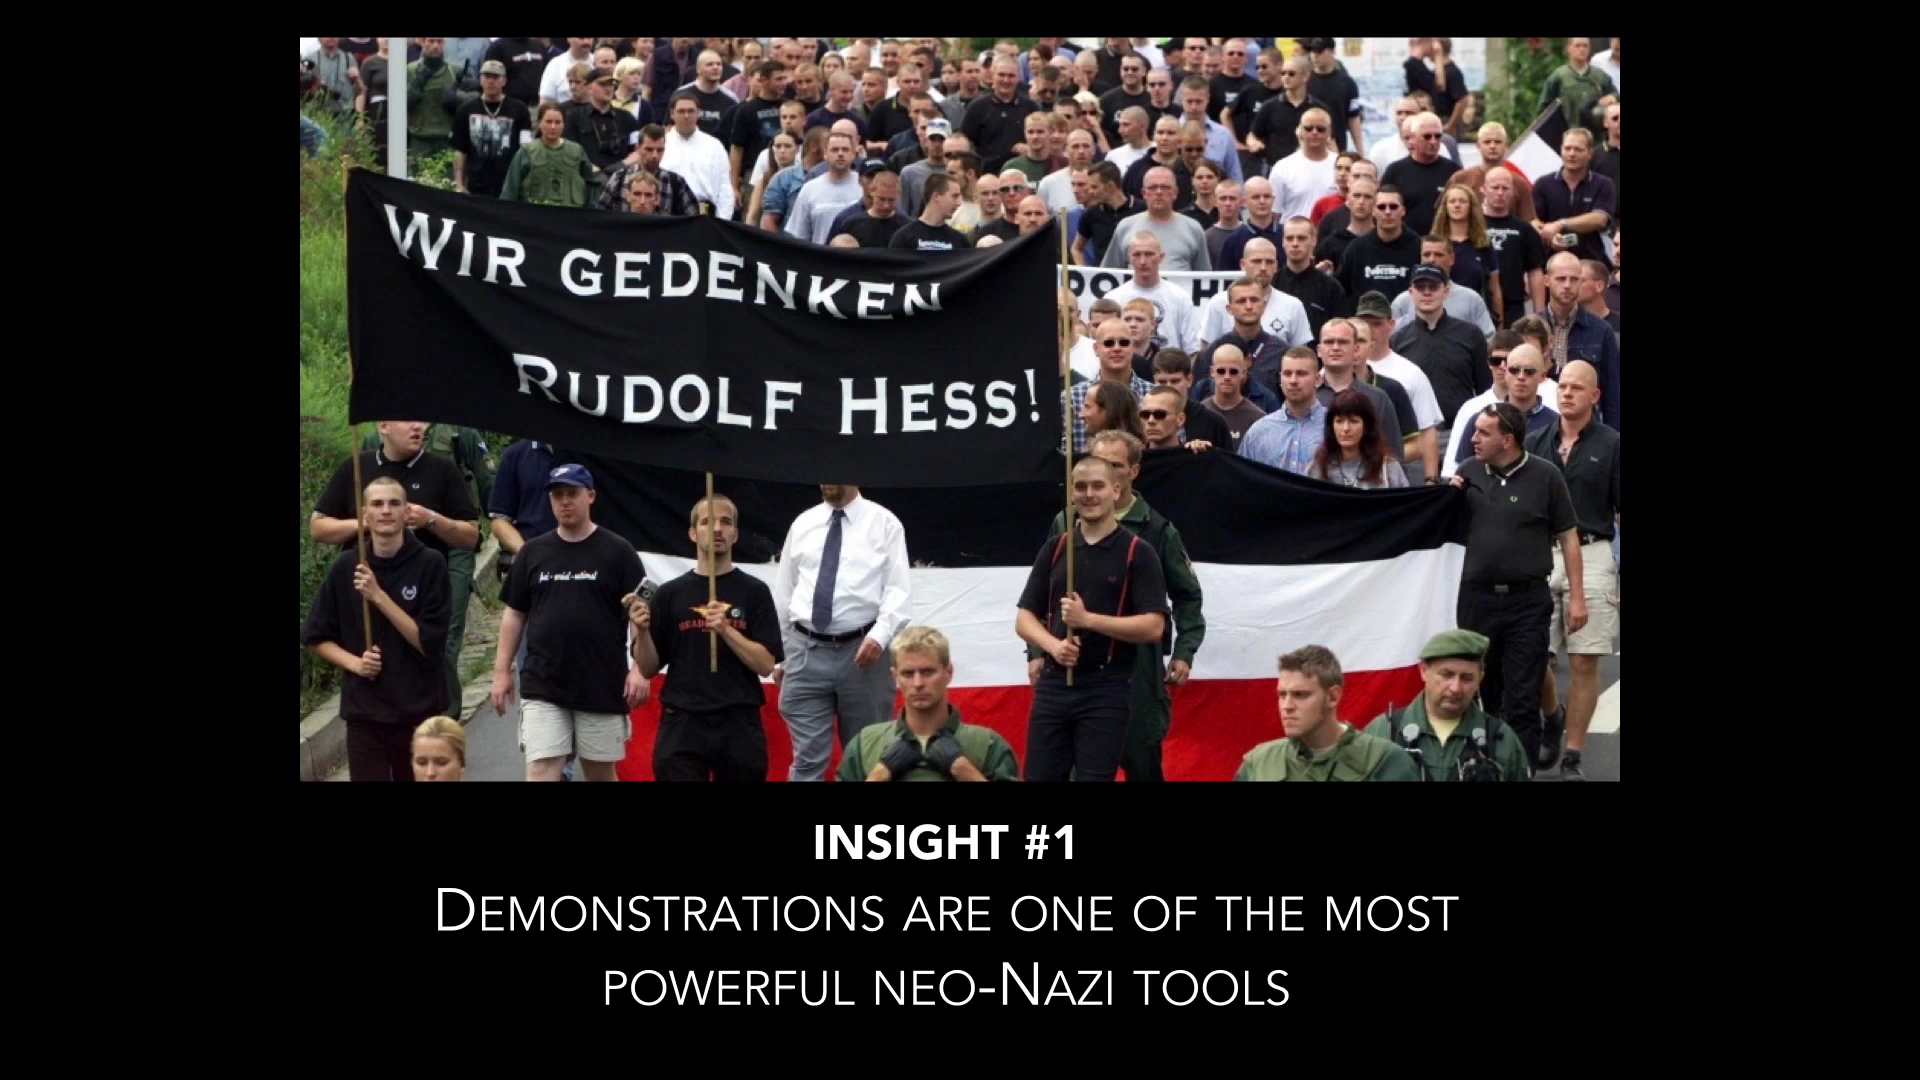 WIR GEDENKEN
RUDOLF HESS!
INSIGHT #1
DEMONSTRATIONS ARE ONE OF THE MOST
POWERFUL NEO-NAZI TOOLS